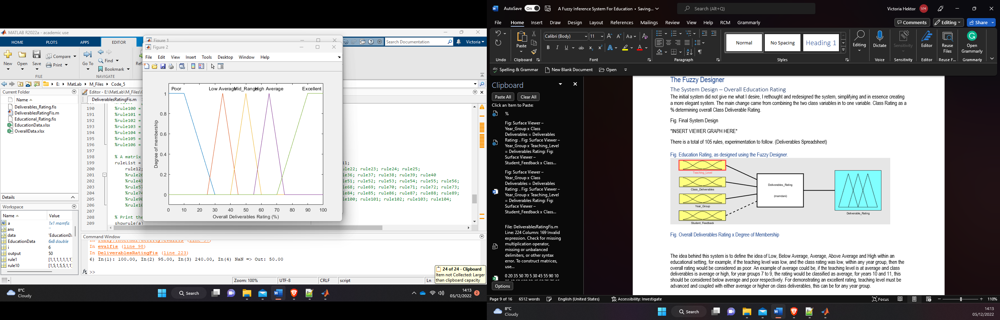 MATLAB R2022a - academic use
HOME PLOTS APPS EDITOR
Search Documentation
Victoria
New Open Save
Compare
Print
Go To
Find
Bookmark
FILE NAVIGATE
E: MatLab M_Files Code_5
Current Folder
Name
Deliverables_Rating.fis
DeliverablesRatingFis.m
Educational_Rating.fis
EducationData.xlsx
OverallData.xlsx
Details
Workspace
Name Value
a 1x1 mamfis
ans ''
data
EducationData 6x8 double
i 6
output 50
rule1 [1,1,1,1,1,1]
rule10 [1,5,1,5,5,1,1]
DeliverablesRatingFis.m
190 %rule100 =
191 %rule101 =
192 %rule102 =
193 %rule103 =
194 %rule104 =
195 %rule105 =
196 %rule106 =
197
198 % A matrix
199 ruleList =
200 rule12; rule22; rule23; rule24; rule25;
201 rule36; rule37; rule38; rule39; rule40
202 rule51; rule52; rule53; rule54; rule55; rule56;
203 rule68; rule69; rule70; rule71; rule72; rule73;
204 rule84; rule85; rule86; rule87; rule88; rule89;
205 rule100; rule101; rule102; rule103; rule104;
206
207
208 % Print the
209 showrule(a)
Figure 1
Figure 2
File Edit View Insert Tools Desktop Window Help
Poor Low Average Mid_Range High Average Excellent
Degree of membership
1
0.8
0.6
0.4
0.2
0
0 10 20 30 40 50 60 70 80 90 100
Overall Deliverables Rating (%)
Command Window
In evalfis (line 98)
In DeliverablesRatingFis (line 223)
6) In(1): 100.00, In(2) 95.00, In(3) 240.00, In(4) NaN => Out: 50.00
fx >>
24 of 24 - Clipboard
Item not Collected: Larger
than clipboard capacity
Zoom: 100% UTF-8 CRLF script Ln
8°C
Cloudy
Search
14:13
05/12/2022
2
AutoSave On
A Fuzzy Inference System For Education • Saving...
Search (Alt+Q)
Victoria Hektor VH
File Home Insert Draw Design Layout References Mailings Review View Help RCM Grammarly
Comments Editing Share
Paste
Calibri (Body) 11
Normal No Spacing Heading 1
Editing Dictate Sensitivity Editor Reuse Files Open Grammarly
Undo Clipboard Font Paragraph Styles Voice Sensitivity Editor Reuse F... Grammarly
Spelling & Grammar New Blank Document Open
Clipboard
Paste All Clear All
Click an Item to Paste:
%
Fig: Surface Viewer –
Year_Group x Class
Deliverables = Deliverables
Rating: . Fig: Surface Viewer –
Year_Group x Teaching_Level
= Deliverables Rating: Fig:
Surface Viewer –
Student_Feedback x Class...
Fig: Surface Viewer –
Year_Group x Class
Deliverables = Deliverables
Rating: . Fig: Surface Viewer –
Year_Group x Teaching_Level
= Deliverables Rating: Fig:
Surface Viewer –
Student_Feedback x Class...
File: DeliverablesRatingFis.m
Line: 224 Column: 169 Invalid
expression. Check for missing
multiplication operator,
missing or unbalanced
delimiters, or other syntax
error. To construct matrices,
use...
0 20 35 50 70 5 30 45 55 90 10
Options
The Fuzzy Designer
The System Design – Overall Education Rating
The initial system did not give me what I desire, I rethought and redesigned the system, simplifying and in essence creating
a more elegant system. The main change came from combining the two class variables in to one variable. Class Rating as a
% determining overall Class Deliverable Rating.
Fig. Final System Design
*INSERT VIEWER GRAPH HERE*
There is a total of 105 rules, experimentation to follow. (Deliverables Spreadsheet)
Fig. Education Rating, as designed using the Fuzzy Designer.
Teaching_Level
Class_Deliverables
Year_Group
Student_Feedback
Deliverables_Rating
(mamdani)
Deliverable_Rating
Fig. Overall Deliverables Rating x Degree of Membership
The idea behind this system is to define the idea of Low, Below Average, Average, Above Average and High within an
educational setting, for example, if the teaching level was low, and the class rating was low, within any year group, then the
overall rating would be considered as poor. An example of average could be, if the teaching level is at average and class
deliverables is average or high, for year groups 7 to 9, the rating would be classified as average, for years 10 and 11, this
should be considered below average and poor respectively. For demonstrating an excellent rating, teaching level must be
advanced and coupled with either average or higher on class deliverables, this can be for any year group.
Page 9 of 16 6512 words English (United States) Accessibility: Investigate Focus 110%
8°C
Cloudy
Search
14:13
05/12/2022